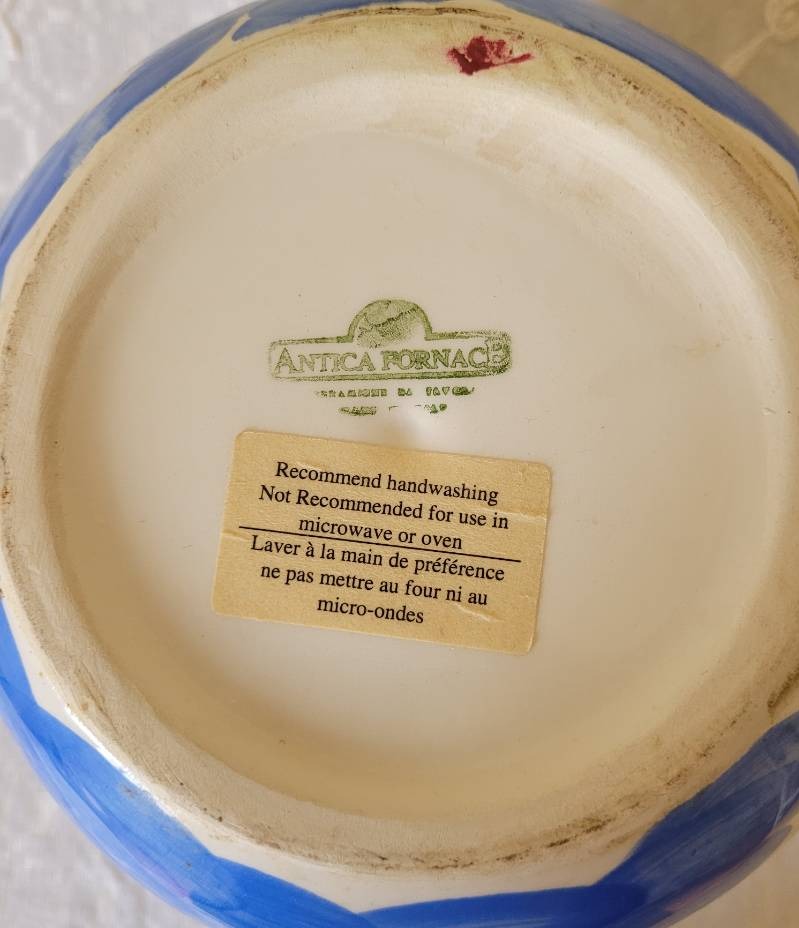 ANTICA FORNACE
Recommend handwashing
Not Recommended for use in
microwave or oven
Laver à la main de préférence
ne pas mettre au four ni au
micro-ondes